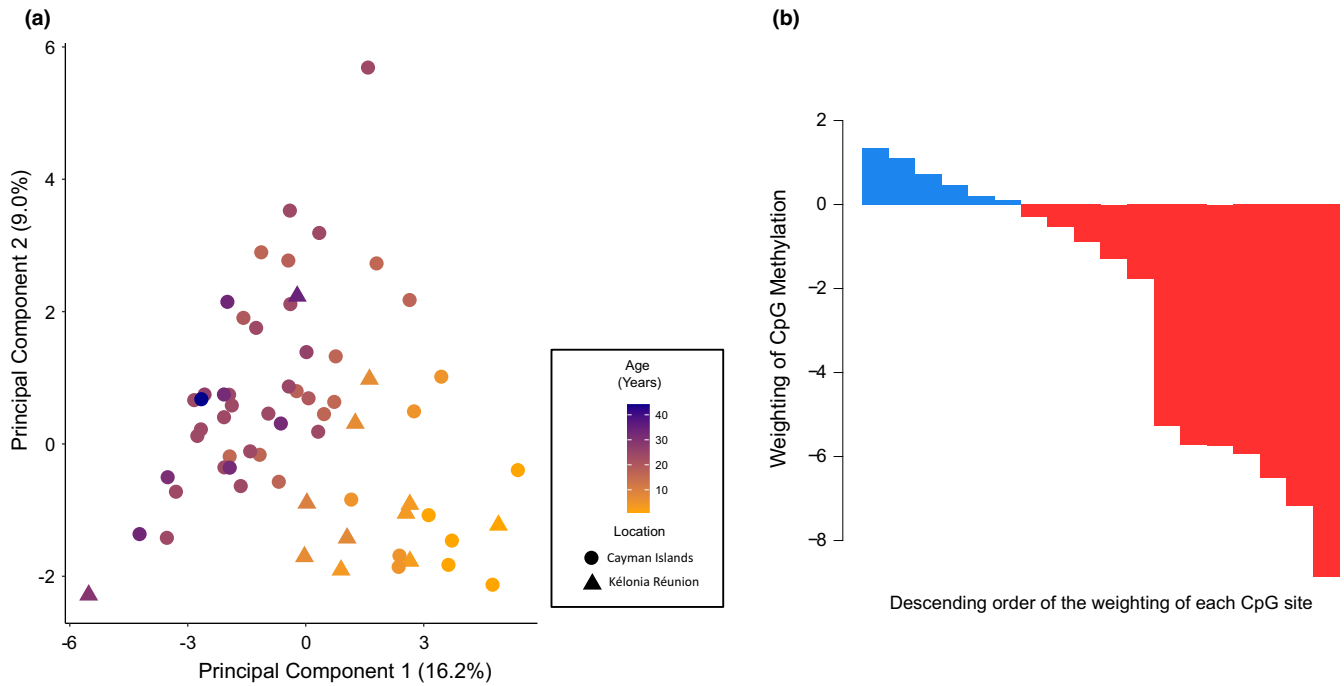 (a)
6
4
2
0
-2
-6
-3
0
3
Principal Component 2 (9.0%)
Principal Component 1 (16.2%)
Age
(Years)
40
30
20
10
Location
Cayman Islands
Kélonia Réunion
(b)
2
0
−2
−4
−6
−8
Weighting of CpG Methylation
Descending order of the weighting of each CpG site